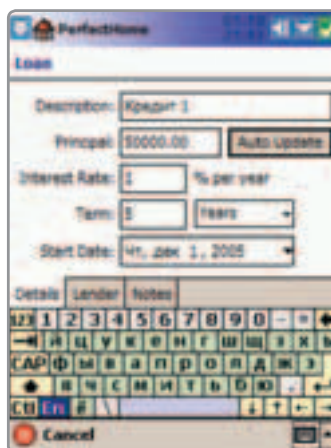 PerfectHome
Loan
Description: Кредит 1
Principal: 50000.00 Auto Update
Interest Rate: 1 % per year
Term: 5 Years
Start Date: Чт, дек 1, 2005
Details Lender Notes
123 1 2 3 4 5 6 7 8 9 0 - =
й ц у к е н г ш щ з х ъ
CAP ф ы в а п р о л д ж э
я ч с м и т ь б ю .
Ctl En ё \
Cancel